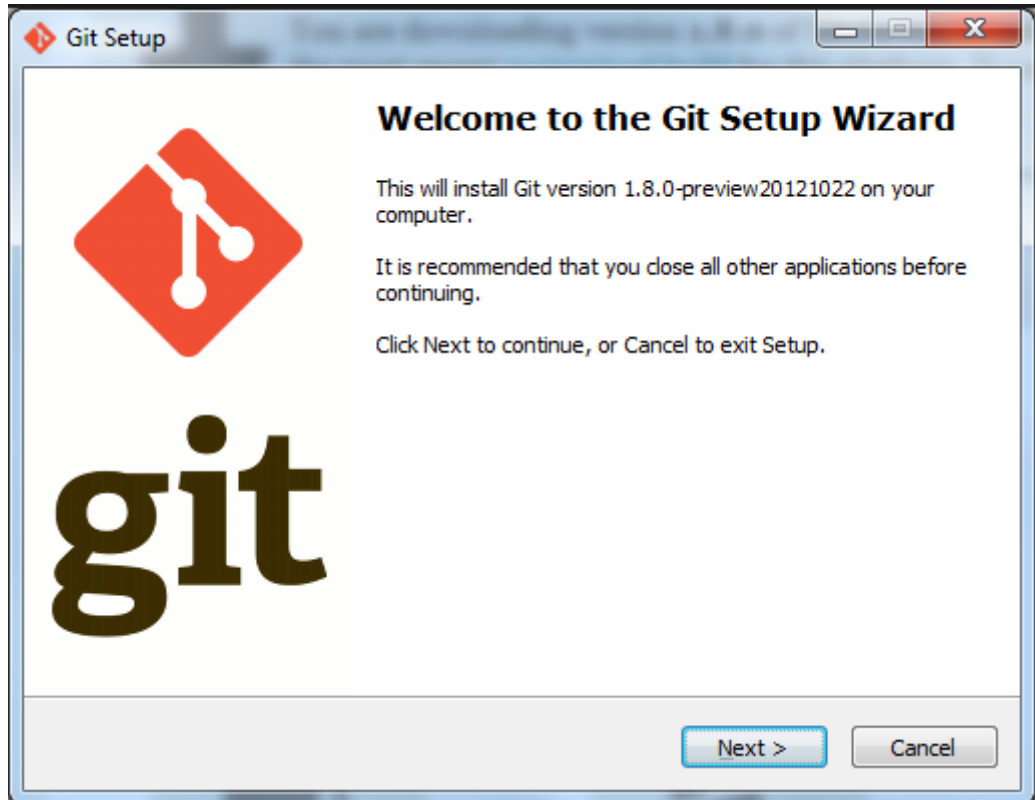 Git Setup
Welcome to the Git Setup Wizard
This will install Git version 1.8.0-preview20121022 on your
computer.
It is recommended that you close all other applications before
continuing.
Click Next to continue, or Cancel to exit Setup.
git
Next >
Cancel